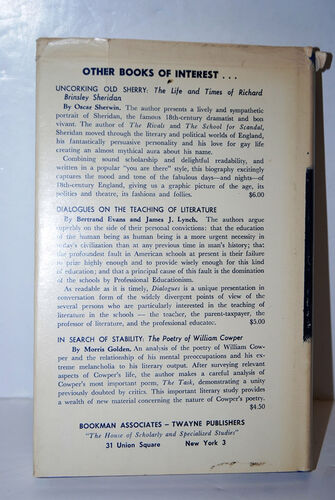 OTHER BOOKS OF INTEREST . . .
UNCORKING OLD SHERRY: The Life and Times of Richard
Brinsley Sheridan
By Oscar Sherwin. The author presents a lively and sympathetic
portrait of Sheridan, the famous 18th-century dramatist and bon
vivant. The author of The Rivals and The School for Scandal,
Sheridan moved through the literary and political worlds of England,
his fantastically persuasive personality and his love for gay life
creating an almost mythical aura about his name.
Combining sound scholarship and delightful readability, and
written in a popular "you are there" style, this biography excitingly
captures the mood and tone of the fabulous days—and nights—of
18th-century England, giving us a graphic picture of the age, its
politics and theatre, its fashions and follies. $6.00
DIALOGUES ON THE TEACHING OF LITERATURE
By Bertrand Evans and James J. Lynch. The authors argue
superbly on the side of their personal convictions: that the education
of the human being as human being is a more urgent necessity in
today's civilization than at any previous time in man's history; that
the profoundest fault in American schools at present is their failure
to prize highly enough and to provide wisely enough for this kind
of education; and that a principal cause of this fault is the domination
of the schools by Professional Educationism.
As readable as it is timely, Dialogues is a unique presentation in
conversation form of the widely divergent points of view of the
several persons who are particularly interested in the teaching of
literature in the schools — the teacher, the parent-taxpayer, the
professor of literature, and the professional educator. $5.00
IN SEARCH OF STABILITY: The Poetry of William Cowper
By Morris Golden. An analysis of the poetry of William Cow-
per and the relationship of his mental preoccupations and his ex-
treme melancholia to his literary output. After surveying relevant
aspects of Cowper's life, the author makes a careful analysis of
Cowper's most important poem, The Task, demonstrating a unity
previously doubted by critics. This important literary study provides
a wealth of new material concerning the nature of Cowper's poetry.
$4.50
BOOKMAN ASSOCIATES – TWAYNE PUBLISHERS
"The House of Scholarly and Specialized Studies"
31 Union Square New York 3